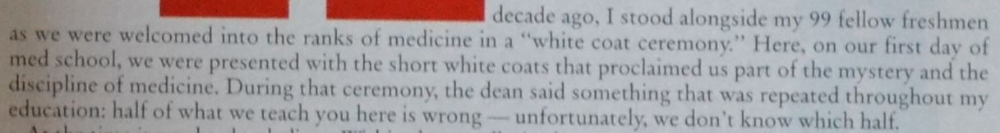 decade ago, I stood alongside my 99 fellow freshmen
as we were welcomed into the ranks of medicine in a “white coat ceremony.” Here, on our first day of
med school, we were presented with the short white coats that proclaimed us part of the mystery and the
discipline of medicine. During that ceremony, the dean said something that was repeated throughout my
education: half of what we teach you here is wrong — unfortunately, we don’t know which half.